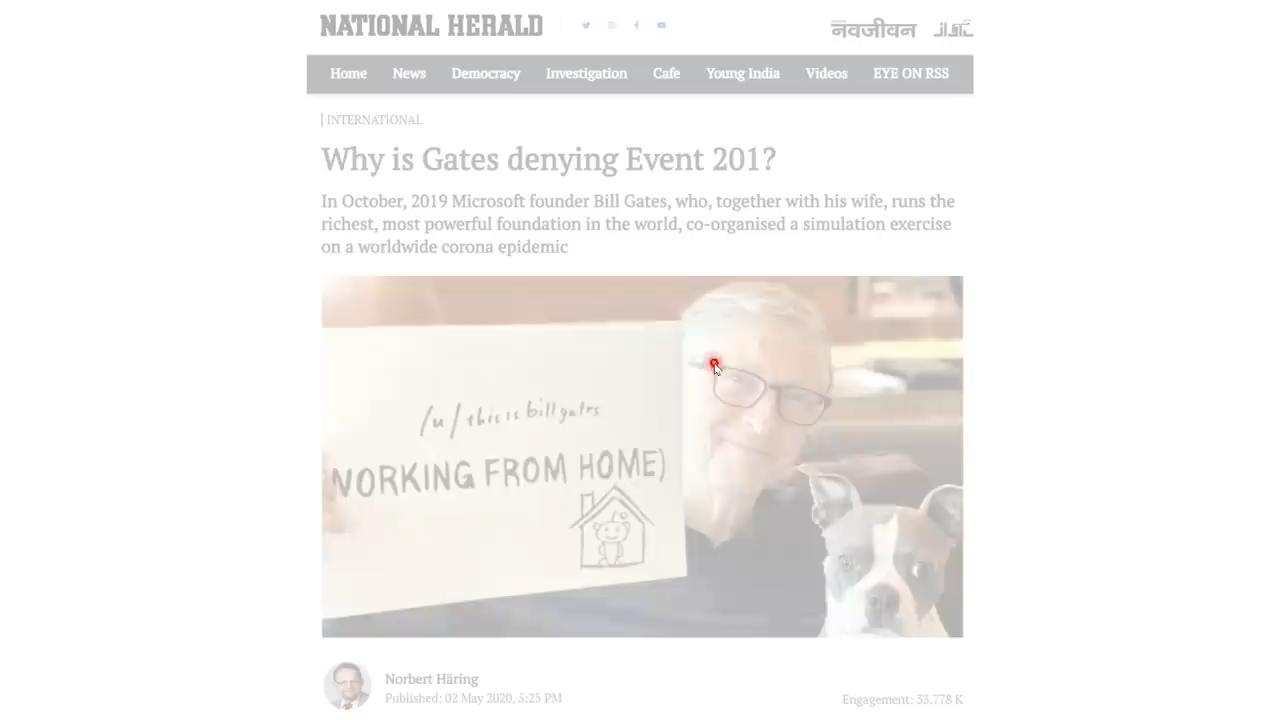 NATIONAL HERALD
नवजीवन
Home News Democracy Investigation Cafe Young India Videos EYE ON RSS
INTERNATIONAL
Why is Gates denying Event 201?
In October, 2019 Microsoft founder Bill Gates, who, together with his wife, runs the
richest, most powerful foundation in the world, co-organised a simulation exercise
on a worldwide corona epidemic
/u/thisisbillgates
WORKING FROM HOME)
Norbert Häring
Published: 02 May 2020, 5:25 PM
Engagement: 33.778 K